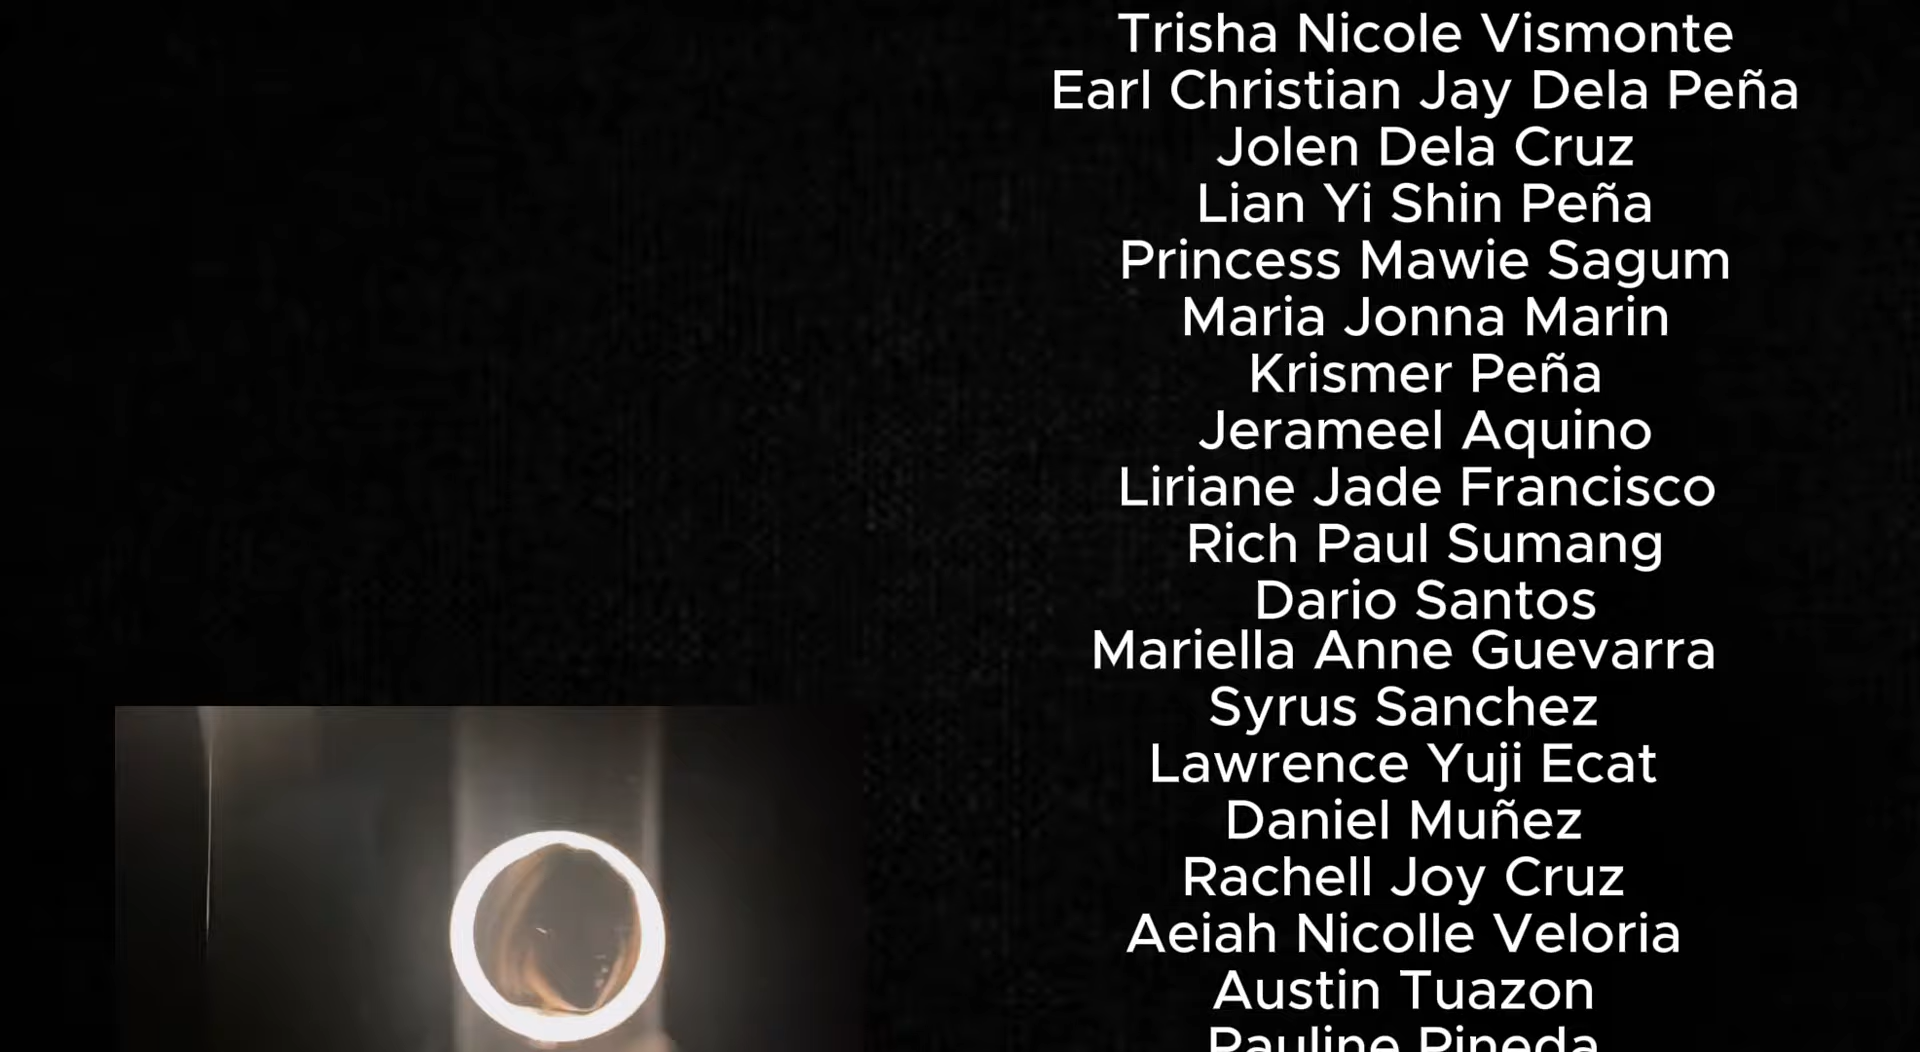 Trisha Nicole Vismonte
Earl Christian Jay Dela Peña
Jolen Dela Cruz
Lian Yi Shin Peña
Princess Mawie Sagum
Maria Jonna Marin
Krismer Peña
Jerameel Aquino
Liriane Jade Francisco
Rich Paul Sumang
Dario Santos
Mariella Anne Guevarra
Syrus Sanchez
Lawrence Yuji Ecat
Daniel Muñez
Rachell Joy Cruz
Aeiah Nicolle Veloria
Austin Tuazon
Pauline Pineda